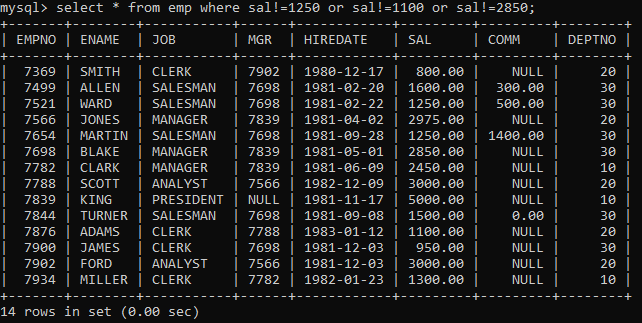 mysql> select * from emp where sal!=1250 or sal!=1100 or sal!=2850;
+-------+--------+-----------+------+------------+---------+---------+--------+
| EMPNO | ENAME  | JOB       | MGR  | HIREDATE   | SAL     | COMM    | DEPTNO |
+-------+--------+-----------+------+------------+---------+---------+--------+
|  7369 | SMITH  | CLERK     | 7902 | 1980-12-17 |  800.00 |    NULL |     20 |
|  7499 | ALLEN  | SALESMAN  | 7698 | 1981-02-20 | 1600.00 |  300.00 |     30 |
|  7521 | WARD   | SALESMAN  | 7698 | 1981-02-22 | 1250.00 |  500.00 |     30 |
|  7566 | JONES  | MANAGER   | 7839 | 1981-04-02 | 2975.00 |    NULL |     20 |
|  7654 | MARTIN | SALESMAN  | 7698 | 1981-09-28 | 1250.00 | 1400.00 |     30 |
|  7698 | BLAKE  | MANAGER   | 7839 | 1981-05-01 | 2850.00 |    NULL |     30 |
|  7782 | CLARK  | MANAGER   | 7839 | 1981-06-09 | 2450.00 |    NULL |     10 |
|  7788 | SCOTT  | ANALYST   | 7566 | 1982-12-09 | 3000.00 |    NULL |     20 |
|  7839 | KING   | PRESIDENT | NULL | 1981-11-17 | 5000.00 |    NULL |     10 |
|  7844 | TURNER | SALESMAN  | 7698 | 1981-09-08 | 1500.00 |    0.00 |     30 |
|  7876 | ADAMS  | CLERK     | 7788 | 1983-01-12 | 1100.00 |    NULL |     20 |
|  7900 | JAMES  | CLERK     | 7698 | 1981-12-03 |  950.00 |    NULL |     30 |
|  7902 | FORD   | ANALYST   | 7566 | 1981-12-03 | 3000.00 |    NULL |     20 |
|  7934 | MILLER | CLERK     | 7782 | 1982-01-23 | 1300.00 |    NULL |     10 |
+-------+--------+-----------+------+------------+---------+---------+--------+
14 rows in set (0.00 sec)